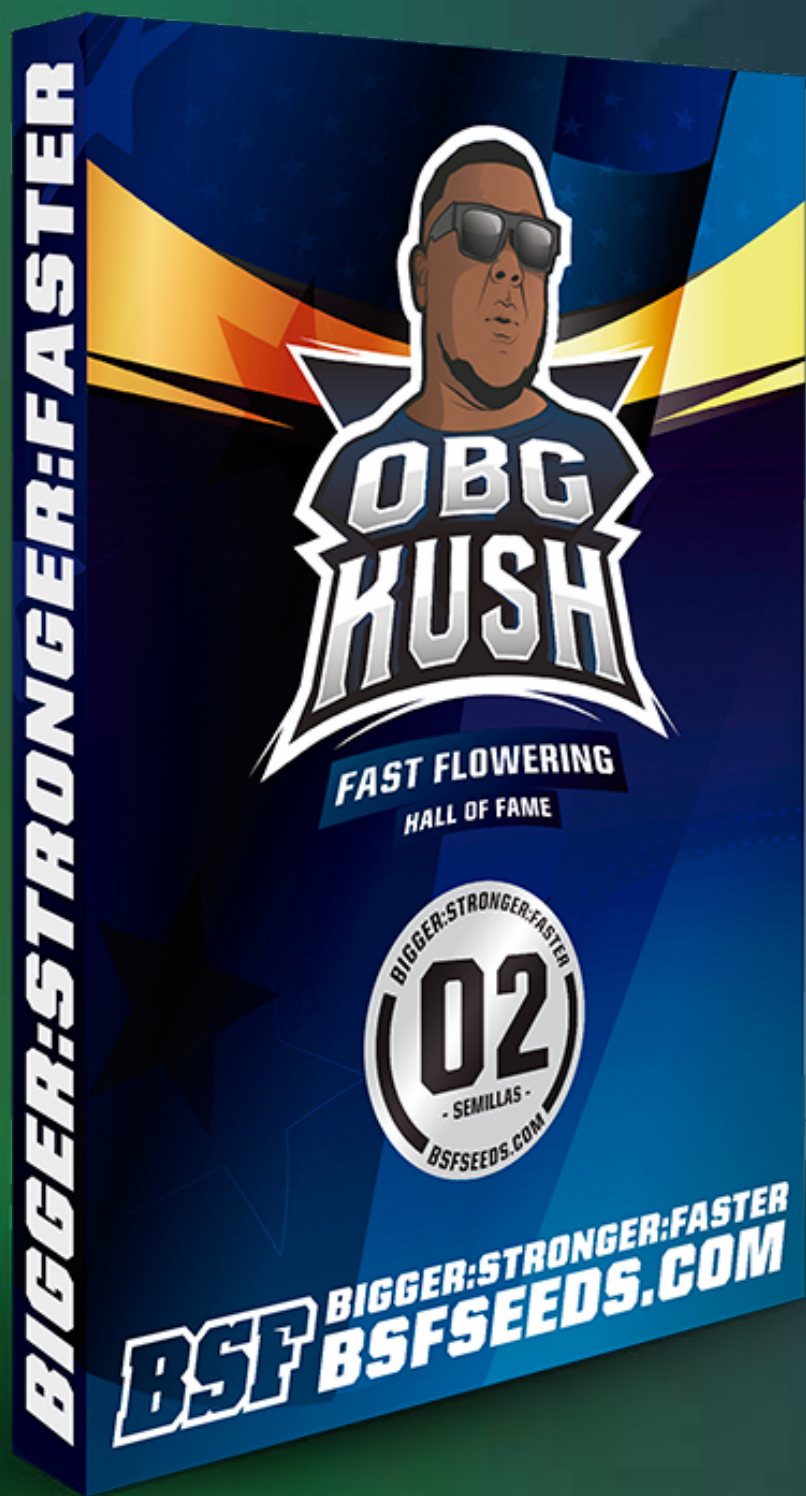 BIGGER:STRONGER:FASTER
OBG
KUSH
FAST FLOWERING
HALL OF FAME
BIGGER:STRONGER:FASTER
02
- SEMILLAS -
BSFSEEDS.COM
BSF
BIGGER:STRONGER:FASTER
BSFSEEDS.COM